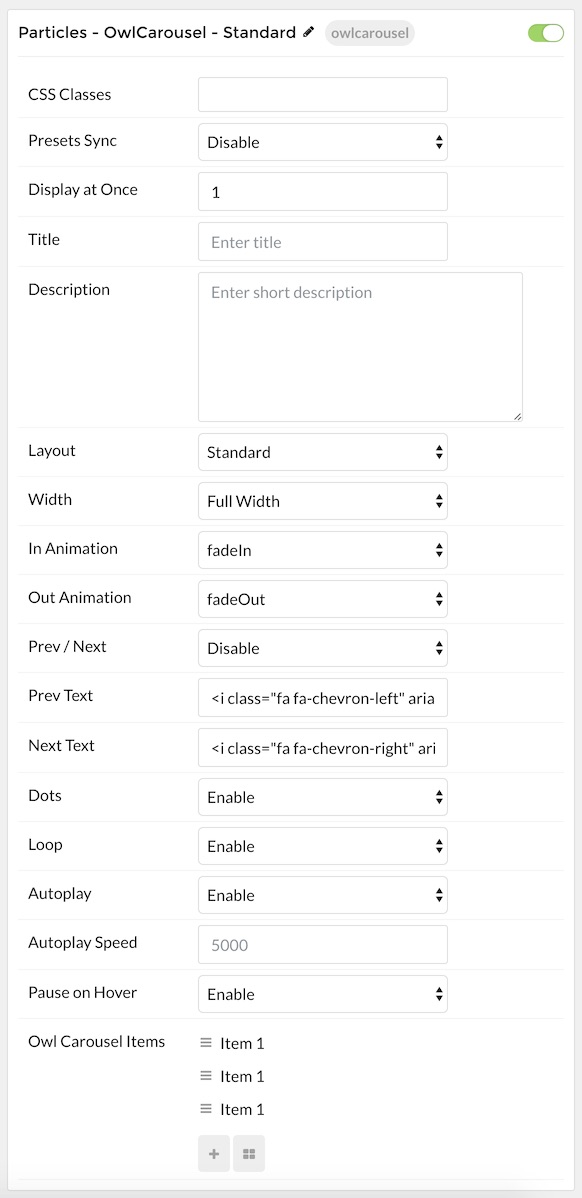 Particles - OwlCarousel - Standard owlcarousel
CSS Classes
Presets Sync Disable
Display at Once 1
Title Enter title
Description Enter short description
Layout Standard
Width Full Width
In Animation fadeIn
Out Animation fadeOut
Prev / Next Disable
Prev Text <i class="fa fa-chevron-left" aria
Next Text <i class="fa fa-chevron-right" ari
Dots Enable
Loop Enable
Autoplay Enable
Autoplay Speed 5000
Pause on Hover Enable
Owl Carousel Items Item 1
Item 1
Item 1